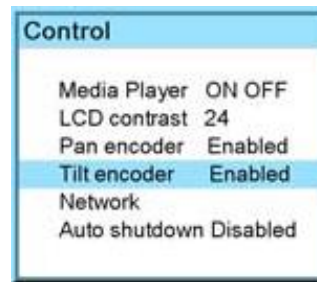 Control
Media Player ON OFF
LCD contrast 24
Pan encoder Enabled
Tilt encoder Enabled
Network
Auto shutdown Disabled